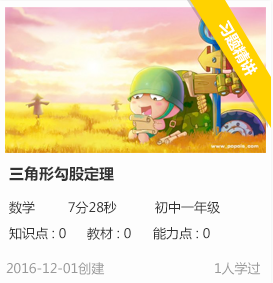 习题精讲
www.popole.com
三角形勾股定理
数学 7分28秒 初中一年级
知识点 : 0 教材 : 0 能力点 : 0
2016-12-01创建 1人学过